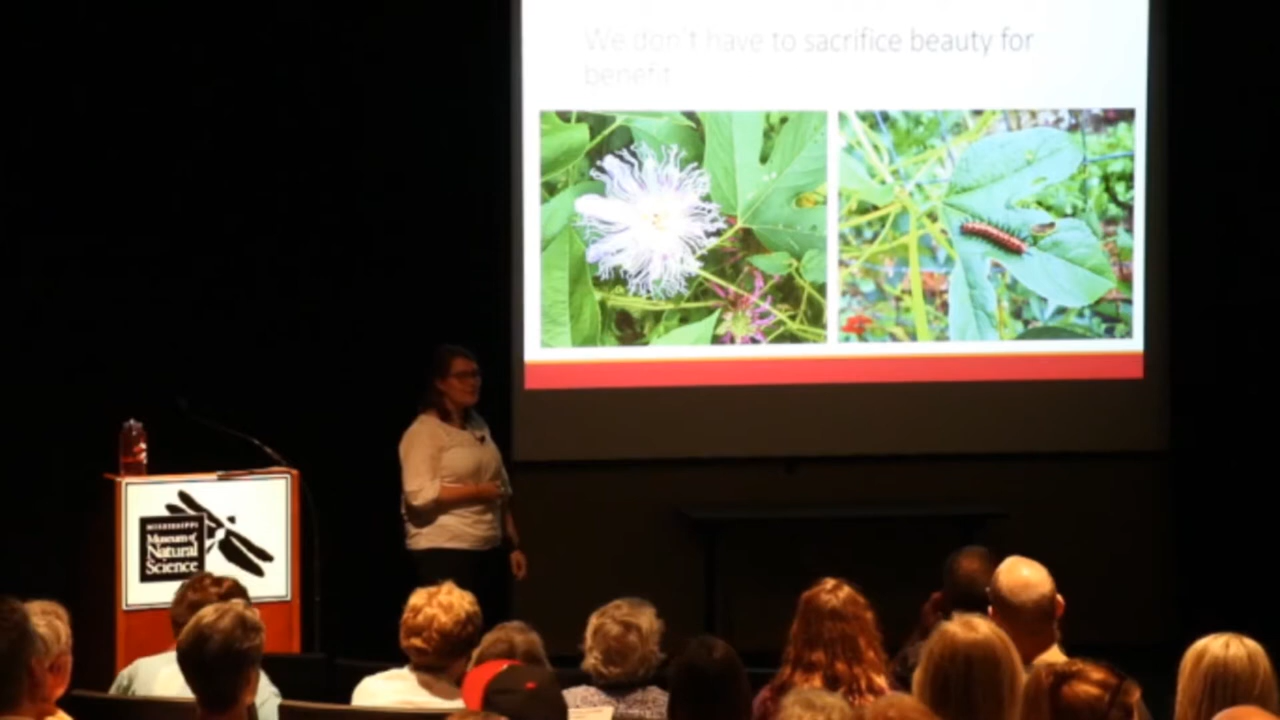 We don't have to sacrifice beauty for
benefit
MISSISSIPPI
Museum of
Natural
Science